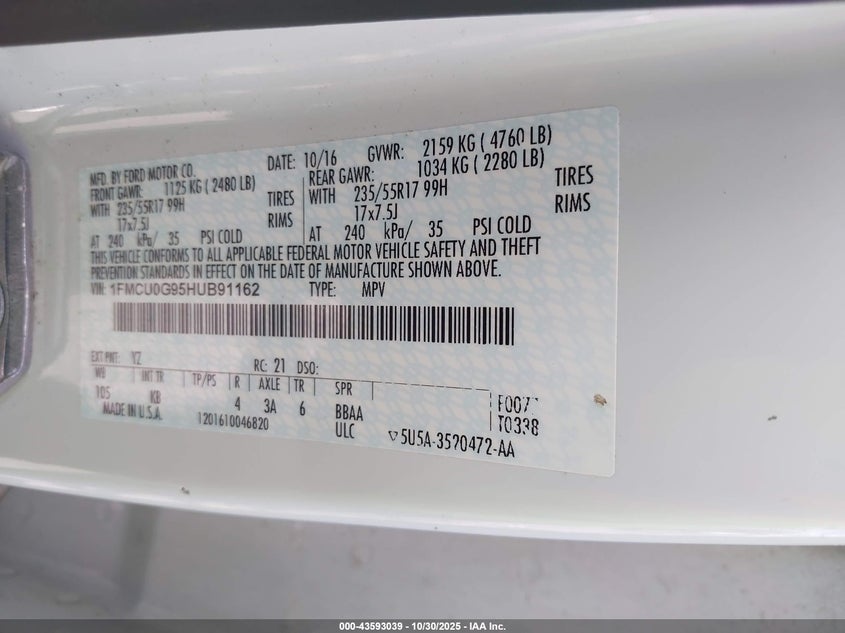 MFD. BY FORD MOTOR CO.
DATE: 10/16 GVWR: 2159 KG ( 4760 LB)
FRONT GAWR: 1125 KG ( 2480 LB)
REAR GAWR: 1034 KG ( 2280 LB)
WITH 235/55R17 99H TIRES
WITH 235/55R17 99H TIRES
17x7.5J RIMS
17x7.5J RIMS
AT 240 kPa/ 35 PSI COLD
AT 240 kPa/ 35 PSI COLD
THIS VEHICLE CONFORMS TO ALL APPLICABLE FEDERAL MOTOR VEHICLE SAFETY AND THEFT
PREVENTION STANDARDS IN EFFECT ON THE DATE OF MANUFACTURE SHOWN ABOVE.
VIN: 1FMCU0G95HUB91162 TYPE: MPV
EXT PNT: YZ RC: 21 DSO:
WB INT TR TP/PS R AXLE TR SPR
105 KB 4 3A 6 BBAA
F007
MADE IN U.S.A. 1201610046820 ULC
T0338
5U5A-3520472-AA
000-43593039 - 10/30/2025 - IAA Inc.